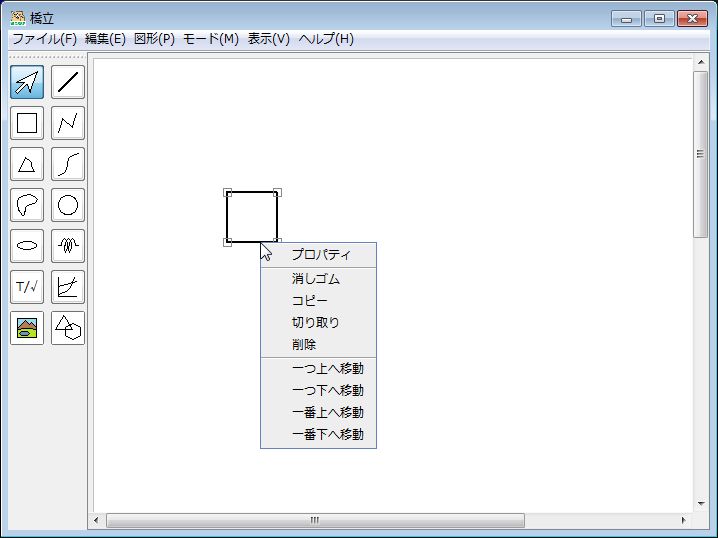 橋立
ファイル(F) 編集(E) 図形(P) モード(M) 表示(V) ヘルプ(H)
T/√
プロパティ
消しゴム
コピー
切り取り
削除
一つ上へ移動
一つ下へ移動
一番上へ移動
一番下へ移動